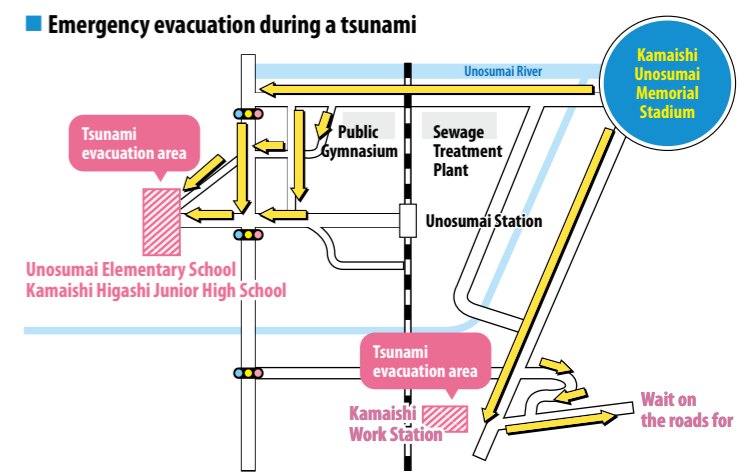 Emergency evacuation during a tsunami
Unosumai River
Kamaishi
Unosumai
Memorial
Stadium
Tsunami
evacuation area
Public
Gymnasium
Sewage
Treatment
Plant
Unosumai Station
Unosumai Elementary School
Kamaishi Higashi Junior High School
Tsunami
evacuation area
Kamaishi
Work Station
Wait on
the roads for